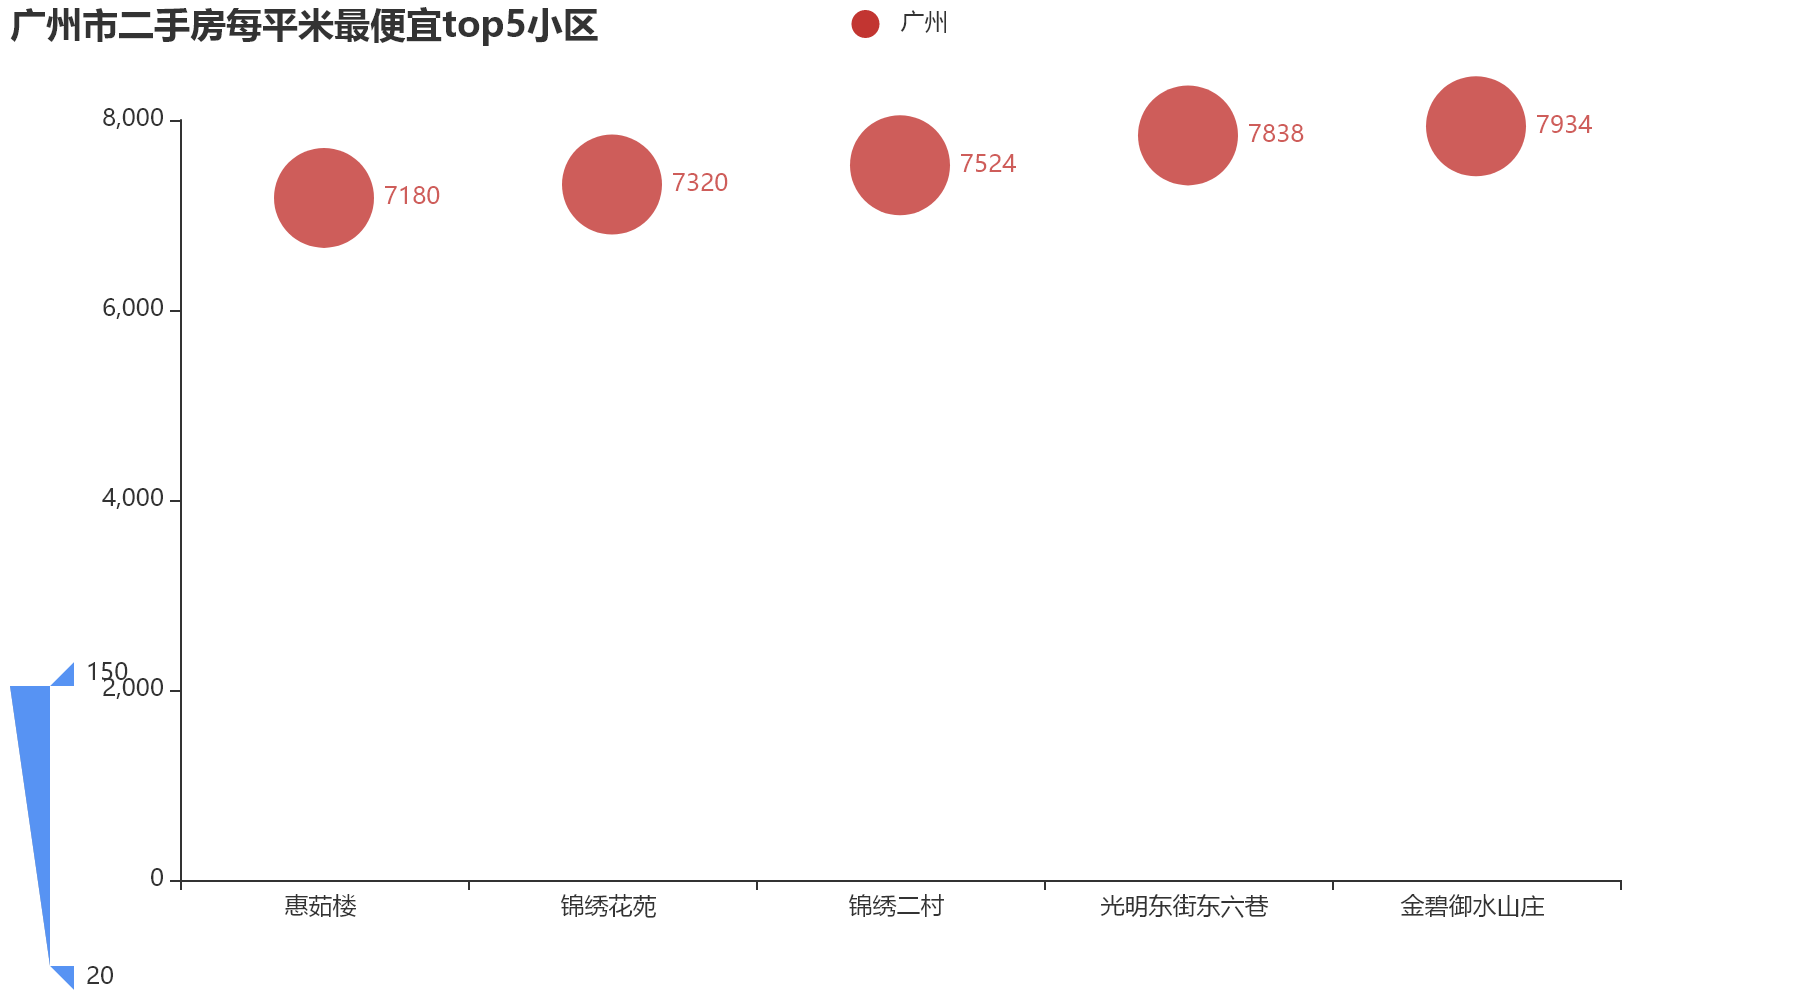 广州市二手房每平米最便宜top5小区
广州
8,000
6,000
4,000
2,000
0
7180
7320
7524
7838
7934
惠茹楼
锦绣花苑
锦绣二村
光明东街东六巷
金碧御水山庄
150
20